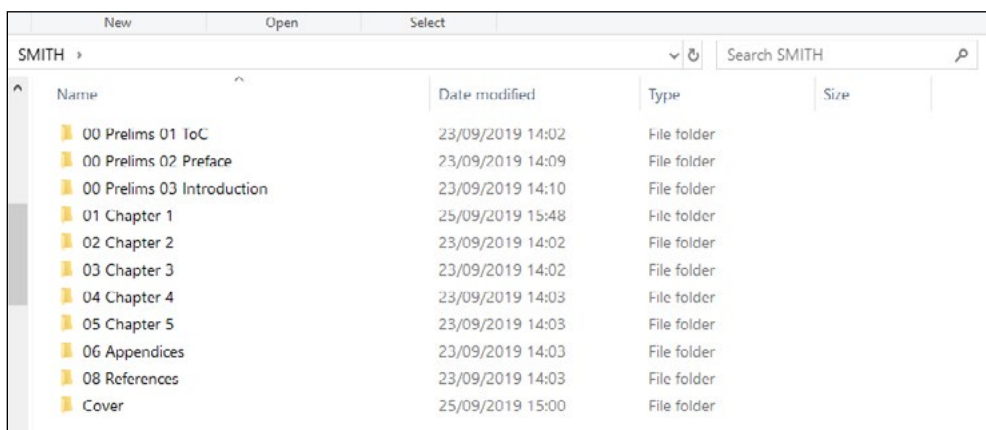 New Open Select
SMITH Search SMITH
Name Date modified Type Size
00 Prelims 01 ToC 23/09/2019 14:02 File folder
00 Prelims 02 Preface 23/09/2019 14:09 File folder
00 Prelims 03 Introduction 23/09/2019 14:10 File folder
01 Chapter 1 25/09/2019 15:48 File folder
02 Chapter 2 23/09/2019 14:02 File folder
03 Chapter 3 23/09/2019 14:02 File folder
04 Chapter 4 23/09/2019 14:03 File folder
05 Chapter 5 23/09/2019 14:03 File folder
06 Appendices 23/09/2019 14:03 File folder
08 References 23/09/2019 14:03 File folder
Cover 25/09/2019 15:00 File folder